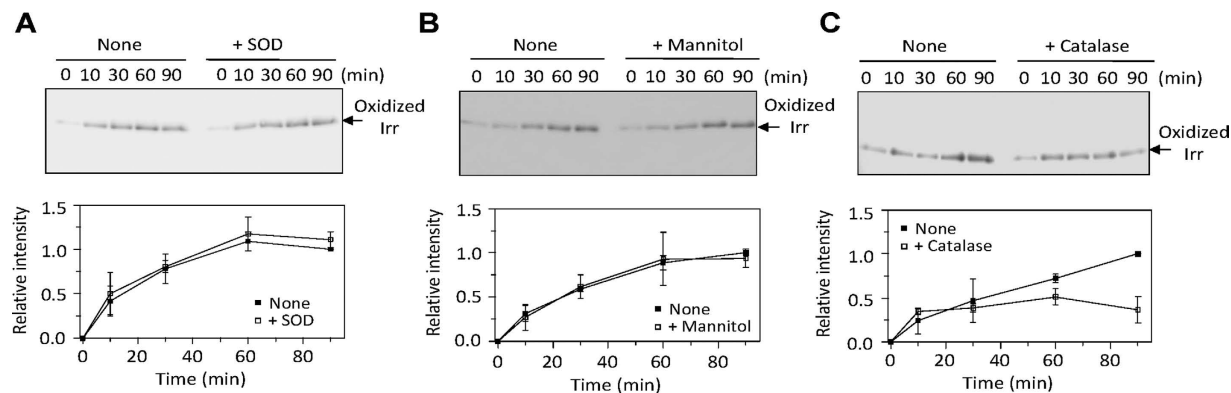 A
None + SOD
0 10 30 60 90 0 10 30 60 90 (min)
Oxidized
Irr
1.5
1.0
0.5
0.0
Relative intensity
None
+ SOD
0 20 40 60 80
Time (min)
B
None + Mannitol
0 10 30 60 90 0 10 30 60 90 (min)
Oxidized
Irr
1.5
1.0
0.5
0.0
Relative intensity
None
+ Mannitol
0 20 40 60 80
Time (min)
C
None + Catalase
0 10 30 60 90 0 10 30 60 90 (min)
Oxidized
Irr
1.5
1.0
0.5
0.0
Relative intensity
None
+ Catalase
0 20 40 60 80
Time (min)